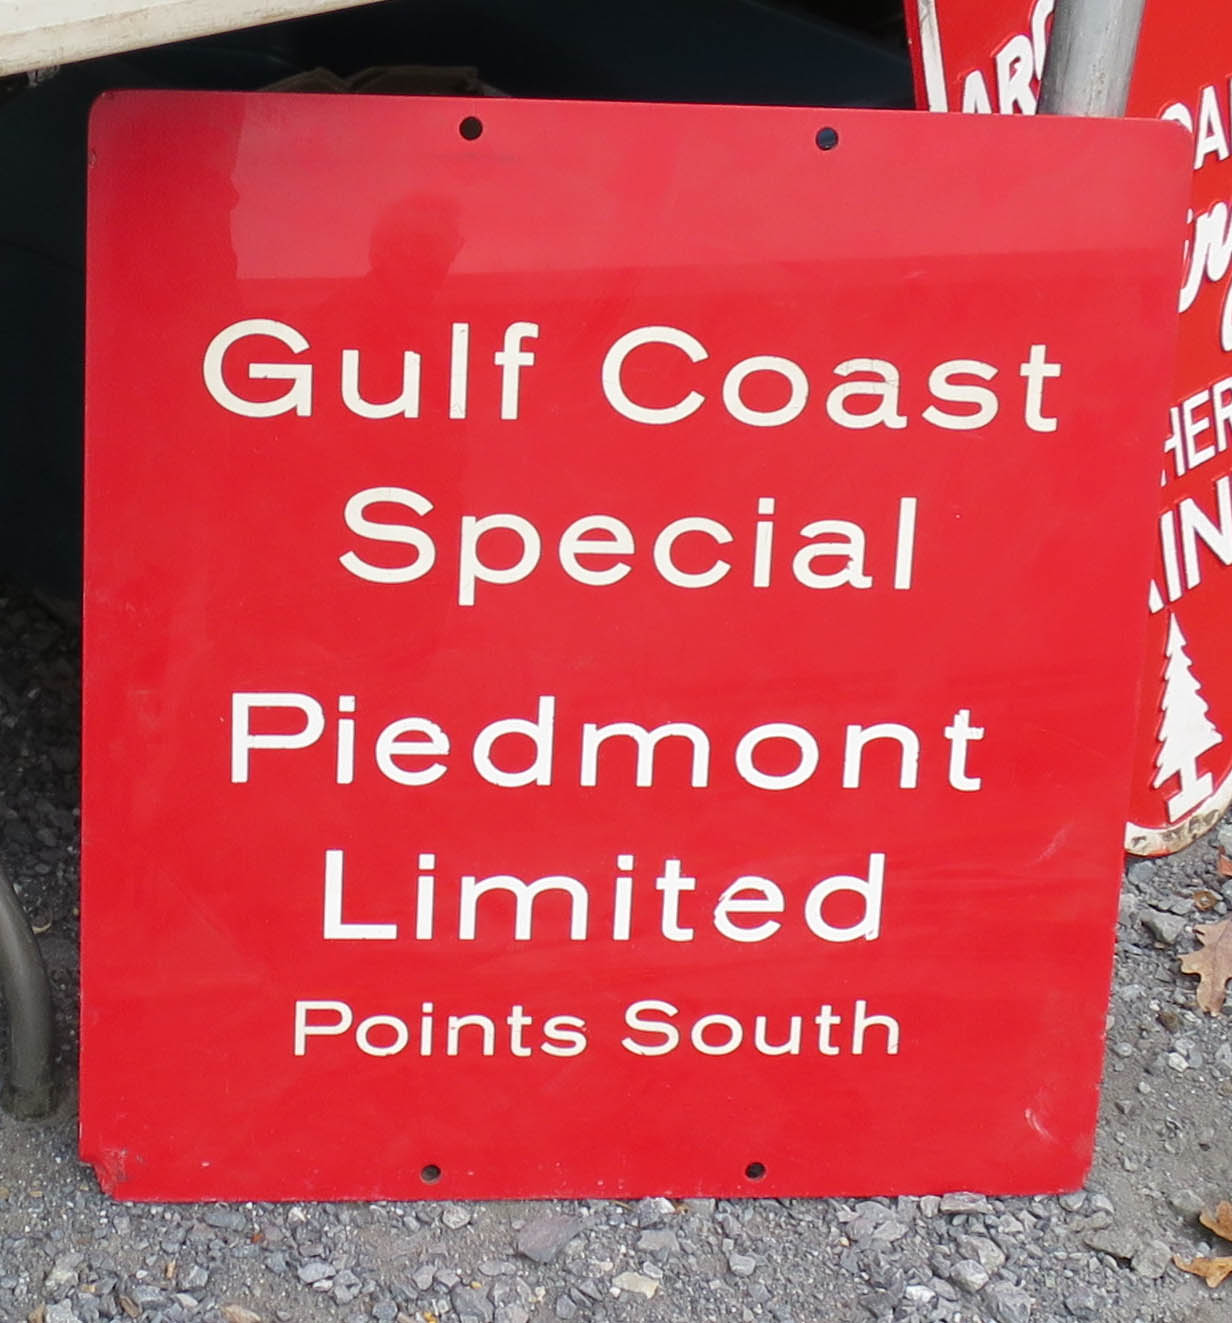 Gulf Coast
Special
Piedmont
Limited
Points South